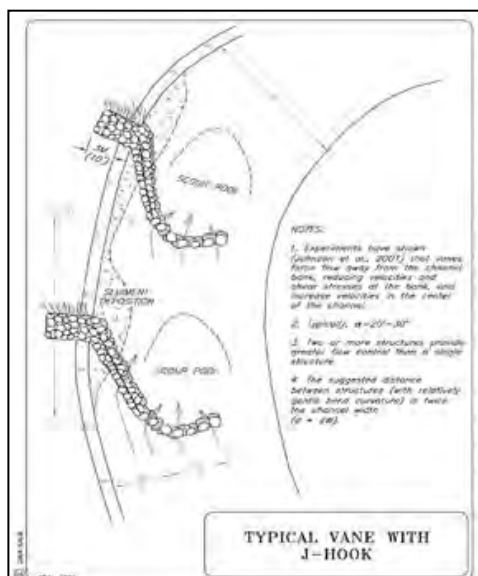 3M
(10')
SCOUR POOL
SEDIMENT
DEPOSITION
SCOUR POOL
NOTES:
1. Experiments have shown
(Johnson et al., 2001) that vanes
force flow away from the channel
bank, reducing velocities and
shear stresses at the bank, and
increase velocities in the center
of the channel.
2. Typically, α=20°-30°
3. Two or more structures provide
greater flow control than a single
structure.
4. The suggested distance
between structures (with relatively
gentle bend curvature) is twice
the channel width
(d = 2W).
TYPICAL VANE WITH
J-HOOK